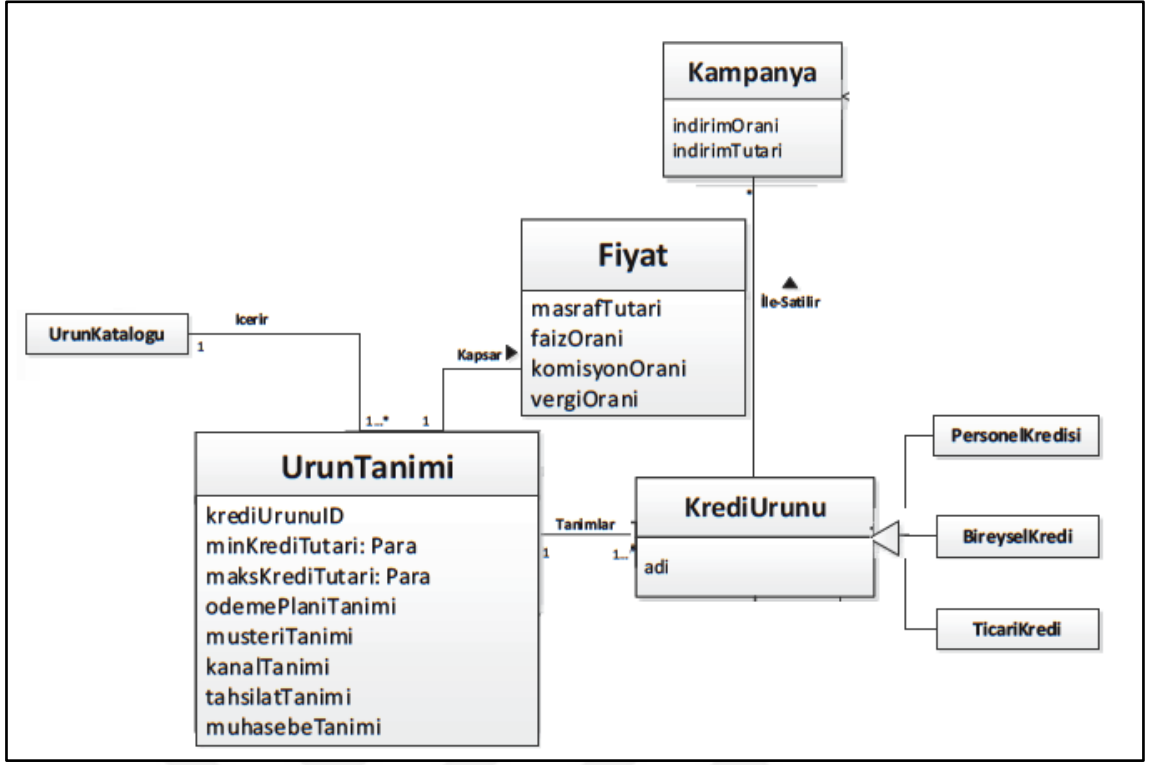 Kampanya
indirimOrani
indirimTutari
*
Fiyat
masrafTutari
faizOrani
komisyonOrani
vergiOrani
İle-Satilir
UrunKatalogu
1
Icerir
Kapsar
1...*
1
UrunTanimi
krediUrunuID
minKrediTutari: Para
maksKrediTutari: Para
odemePlaniTanimi
musteriTanimi
kanalTanimi
tahsilatTanimi
muhasebeTanimi
Tanimlar
1
1..*
KrediUrunu
adi
PersonelKredisi
BireyselKredi
TicariKredi